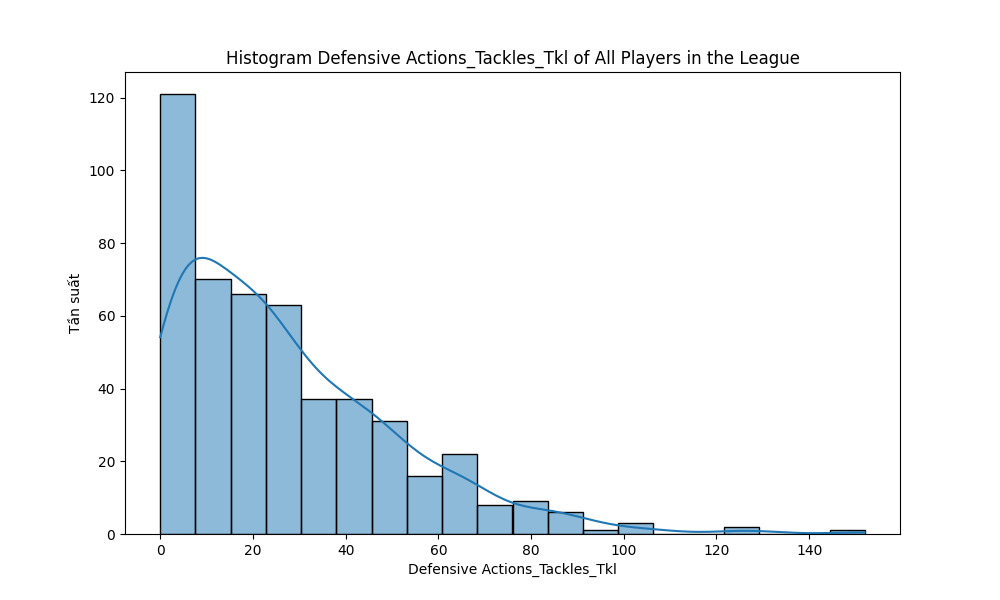 Histogram Defensive Actions_Tackles_Tkl of All Players in the League
120
100
80
60
40
20
0
Tần suất
0 20 40 60 80 100 120 140
Defensive Actions_Tackles_Tkl